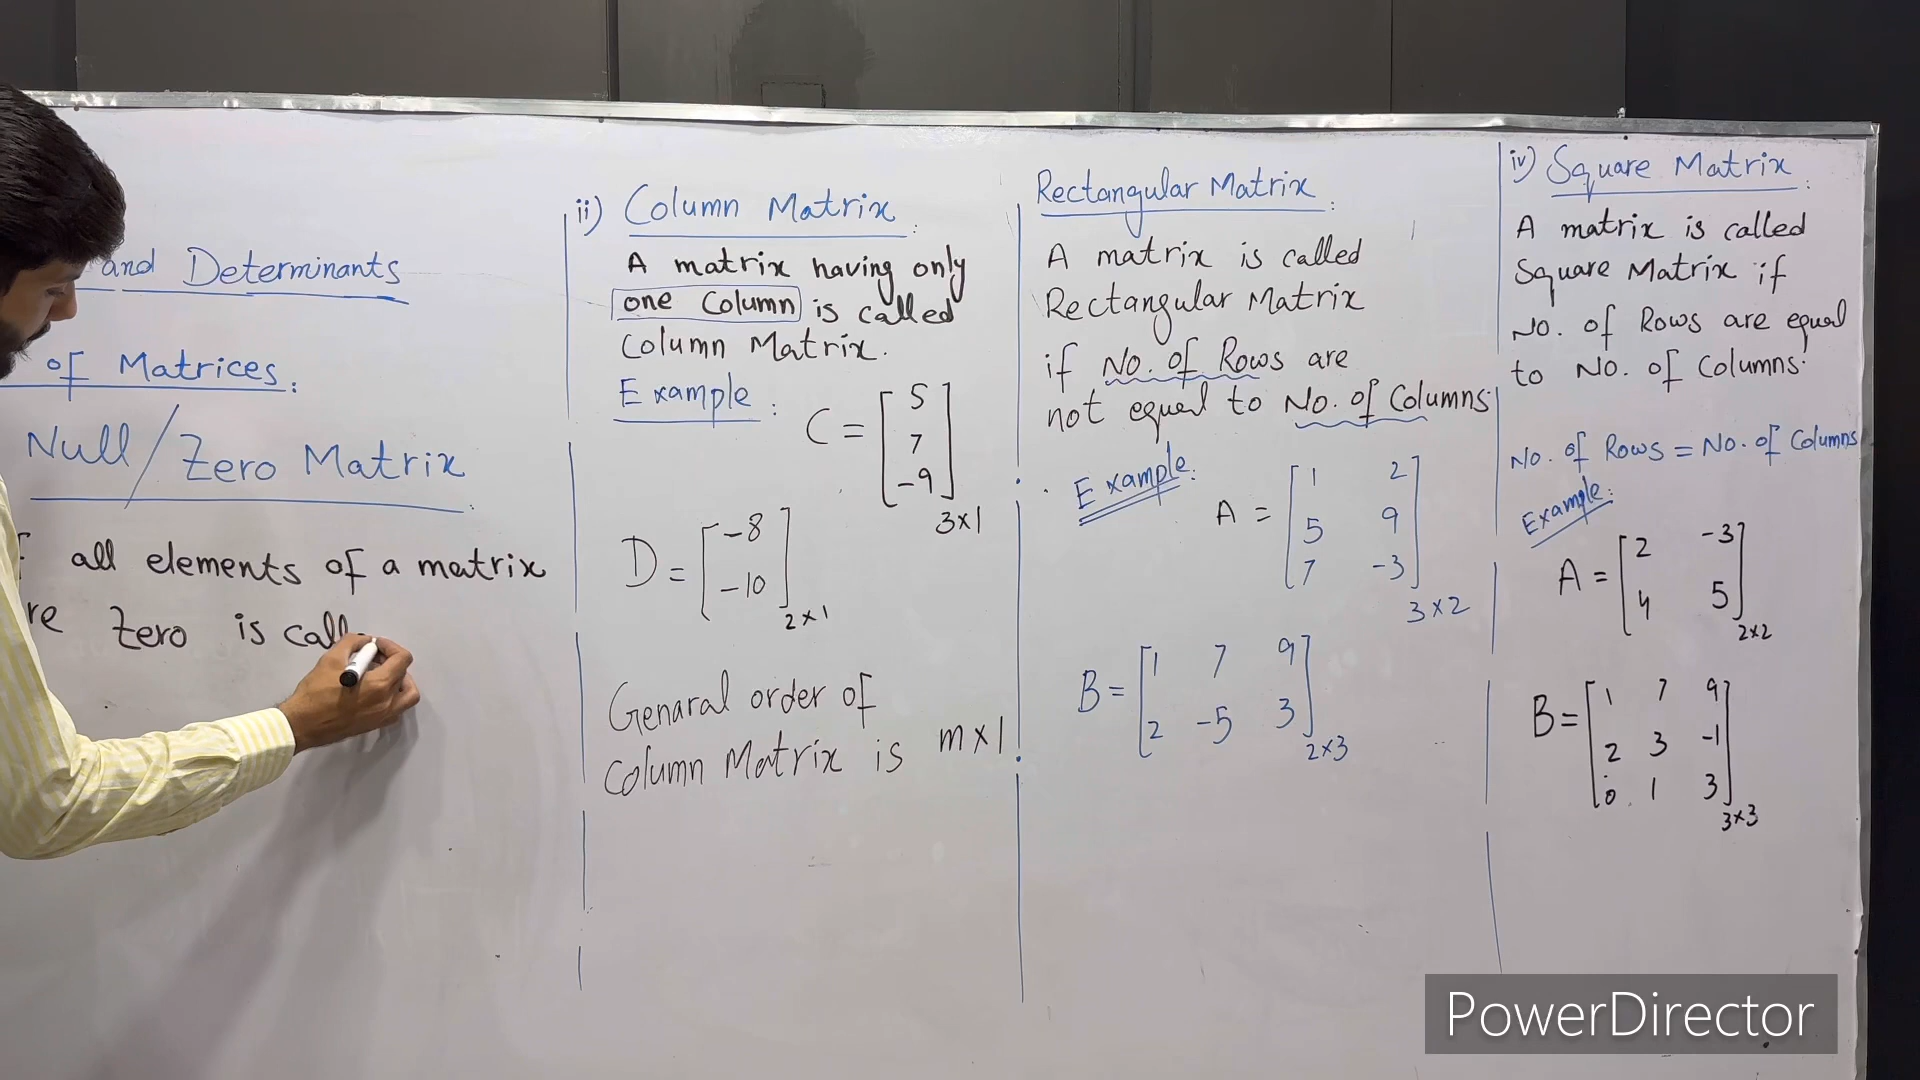 and Determinants
of Matrices:
Null/Zero Matrix
all elements of a matrix
re Zero is call
ii) Column Matrix
A matrix having only
one Column is called
Column Matrix.
Example:
C = [ 5
7
-9 ] 3x1
D = [ -8
-10 ] 2x1
Genaral order of
Column Matrix is mx1
Rectangular Matrix:
A matrix is called
Rectangular Matrix
if No. of Rows are
not equal to No. of Columns
Example:
A = [ 1 2
5 9
7 -3 ] 3x2
B = [ 1 7 9
2 -5 3 ] 2x3
iv) Square Matrix:
A matrix is called
Square Matrix if
No. of Rows are equal
to No. of Columns.
No. of Rows = No. of Columns
Example:
A = [ 2 -3
4 5 ] 2x2
B = [ 1 7 9
2 3 -1
0 1 3 ] 3x3
PowerDirector